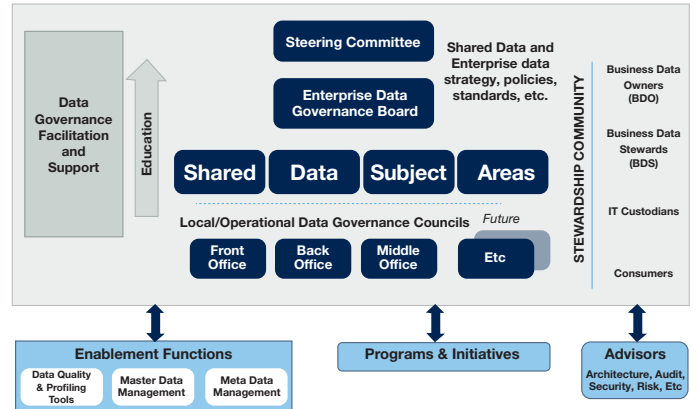 Steering Committee
Enterprise Data
Governance Board
Shared Data and
Enterprise data
strategy, policies,
standards, etc.
Data
Governance
Facilitation
and
Support
Education
Shared
Data
Subject
Areas
Local/Operational Data Governance Councils
Future
Front
Office
Back
Office
Middle
Office
Etc
STEWARDSHIP COMMUNITY
Business Data
Owners
(BDO)
Business Data
Stewards
(BDS)
IT Custodians
Consumers
Enablement Functions
Data Quality
& Profiling
Tools
Master Data
Management
Meta Data
Management
Programs & Initiatives
Advisors
Architecture, Audit,
Security, Risk, Etc